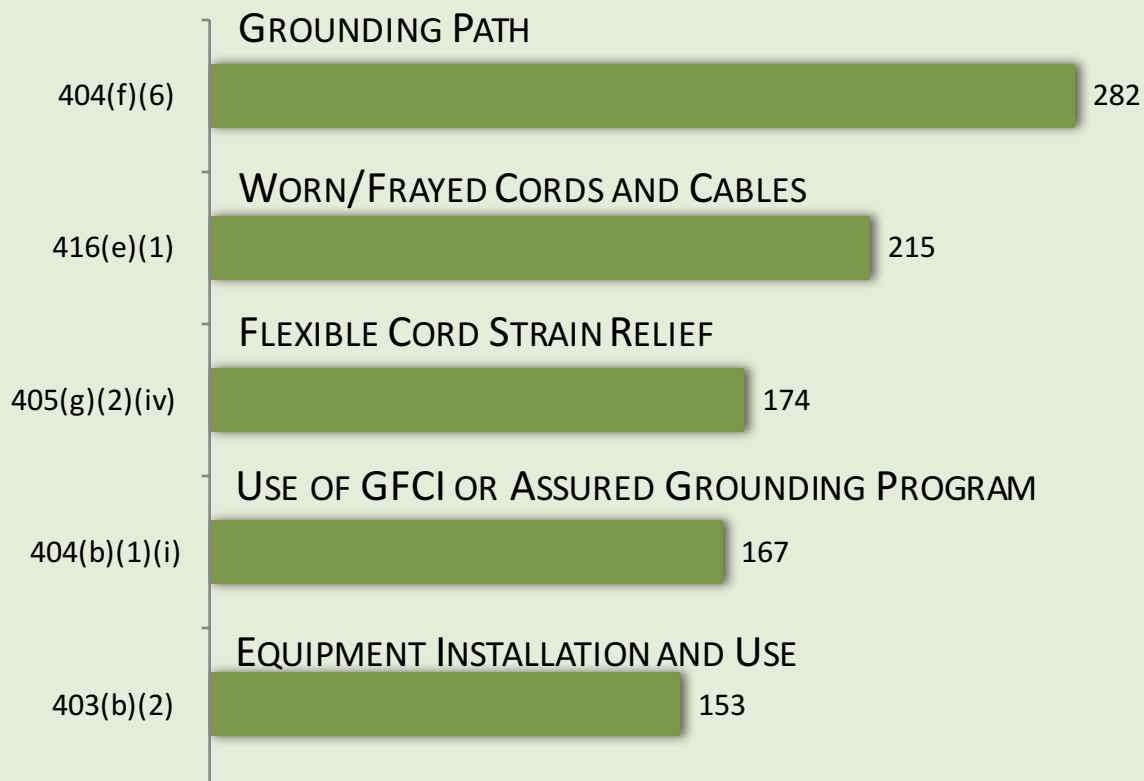 GROUNDING PATH
404(f)(6) 282
WORN/FRAYED CORDS AND CABLES
416(e)(1) 215
FLEXIBLE CORD STRAIN RELIEF
405(g)(2)(iv) 174
USE OF GFCI OR ASSURED GROUNDING PROGRAM
404(b)(1)(i) 167
EQUIPMENT INSTALLATION AND USE
403(b)(2) 153